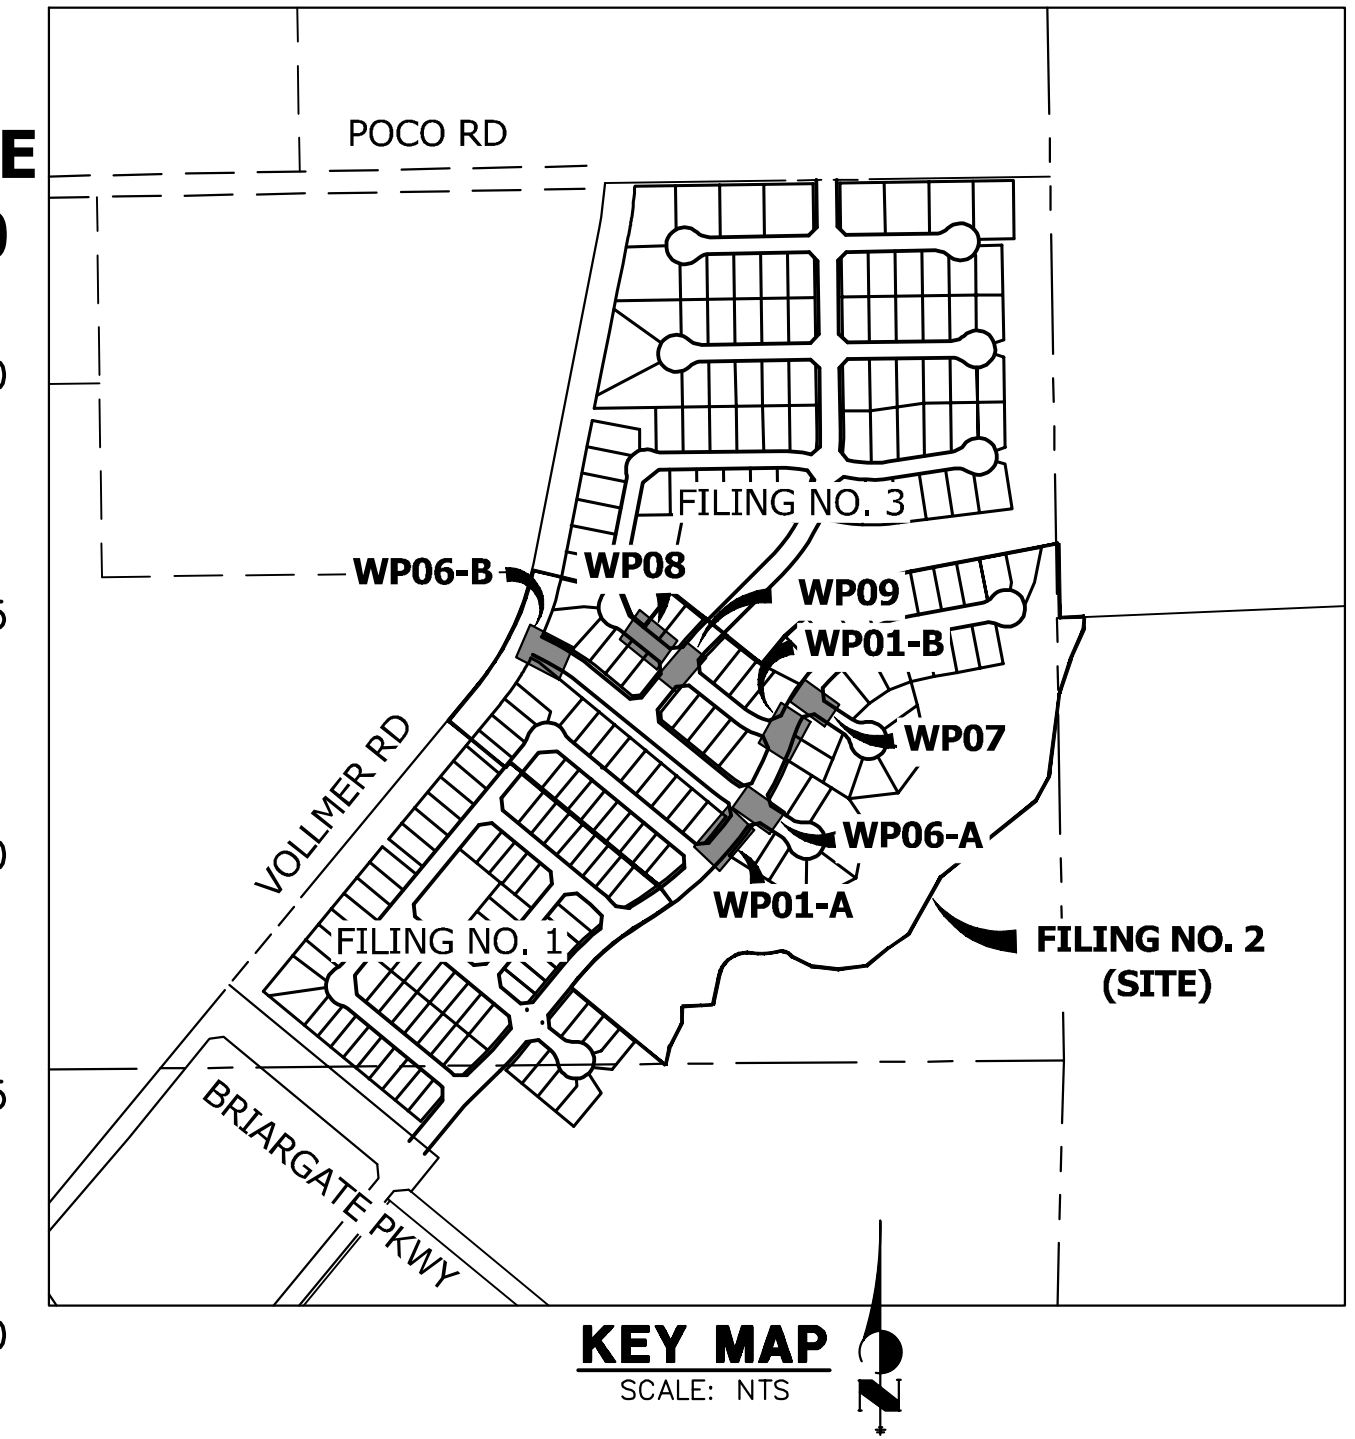 E
POCO RD
FILING NO. 3
WP06-B
WP08
WP09
WP01-B
WP07
VOLLMER RD
WP06-A
WP01-A
FILING NO. 1
FILING NO. 2
(SITE)
BRIARGATE PKWY
KEY MAP
SCALE: NTS
N